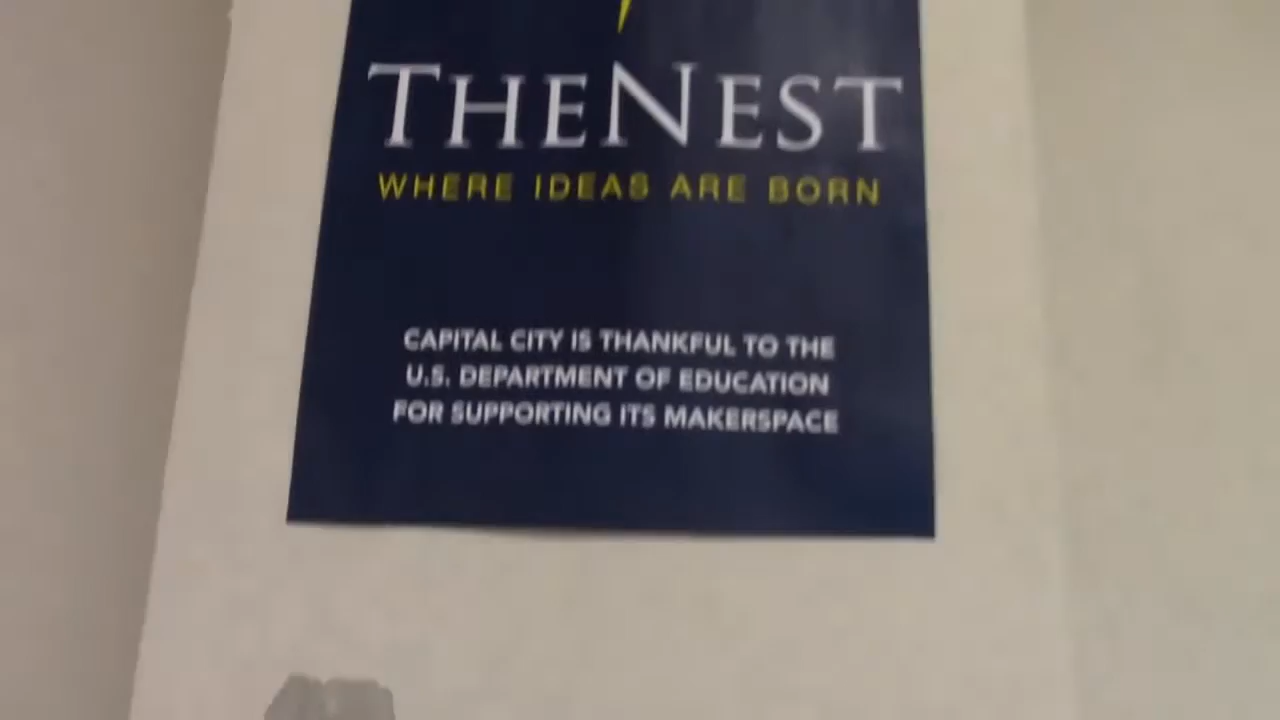 THENEST
WHERE IDEAS ARE BORN
CAPITAL CITY IS THANKFUL TO THE
U.S. DEPARTMENT OF EDUCATION
FOR SUPPORTING ITS MAKERSPACE